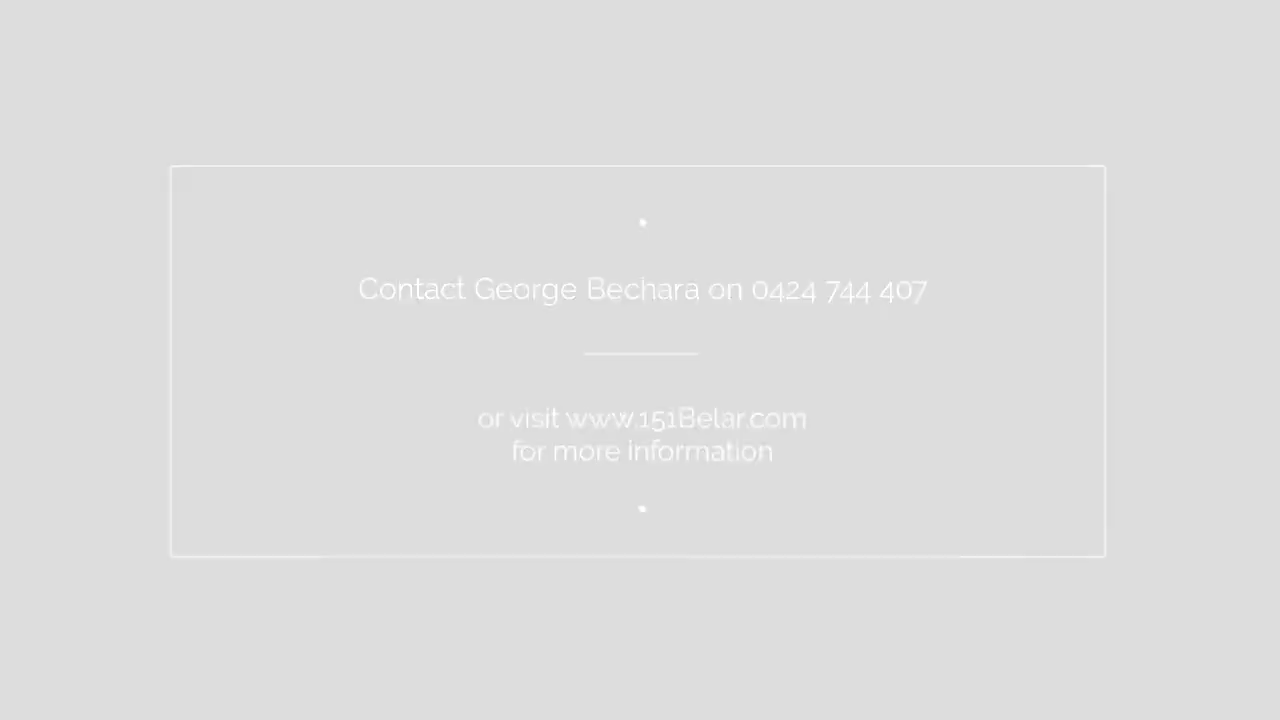 Contact George Bechara on 0424 744 407
or visit www.151Belar.com
for more information